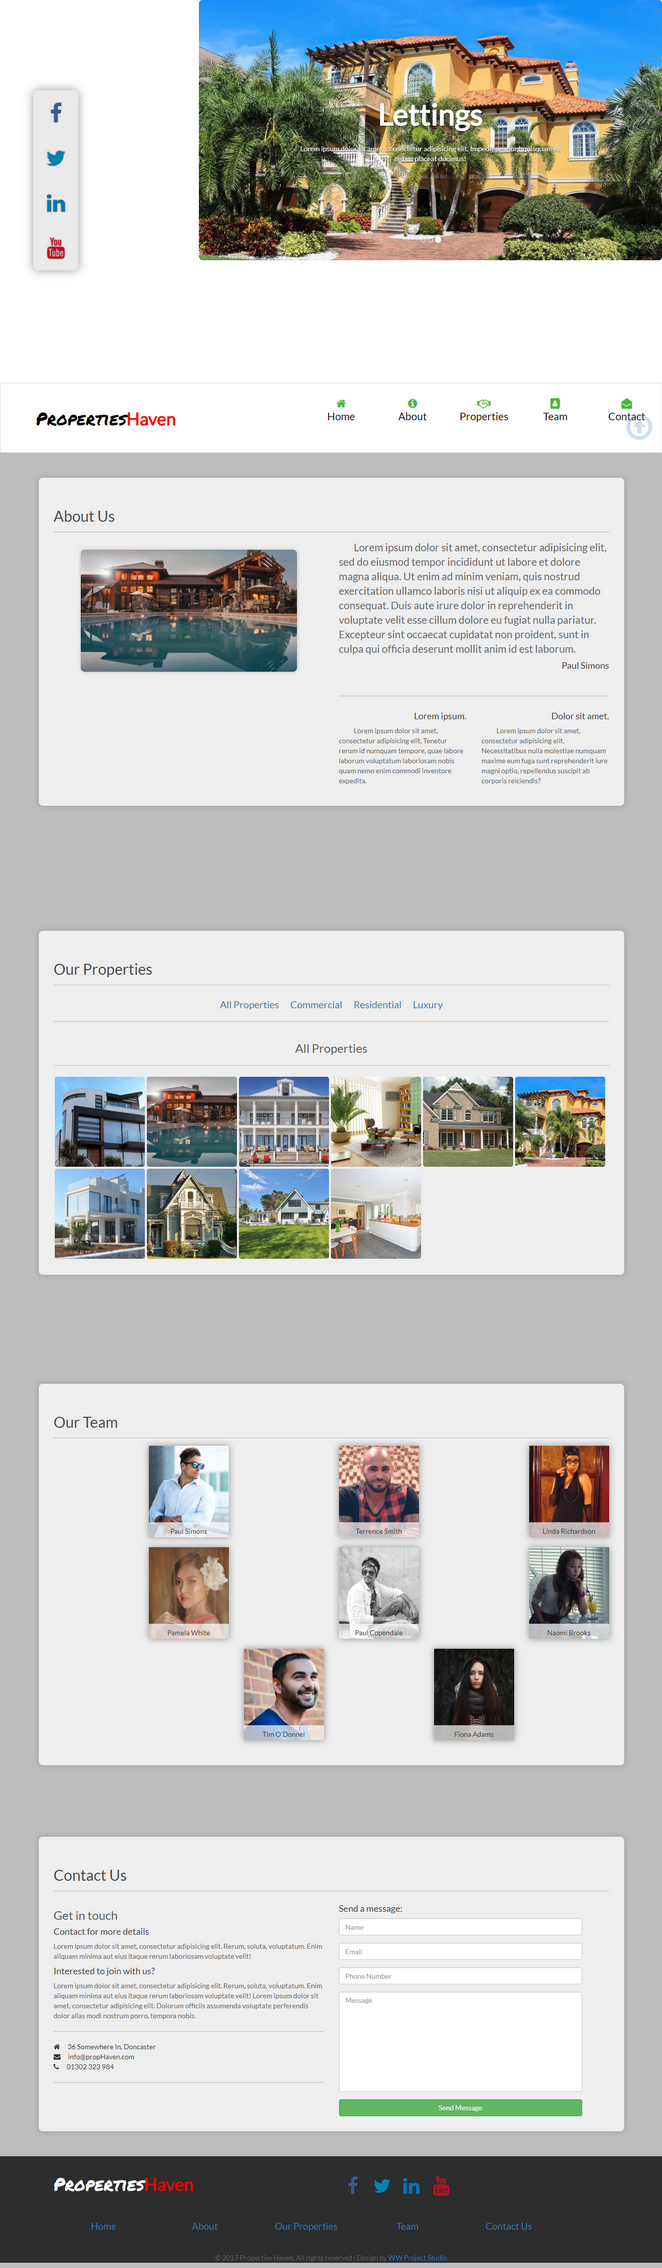 Lettings
Lorem ipsum dolor sit amet, consectetur adipisicing elit.
placeat ducimus!
You
Tube
PROPERTIESHaven
Home
About
Properties
Team
Contact
About Us
Lorem ipsum dolor sit amet, consectetur adipisicing elit,
sed do eiusmod tempor incididunt ut labore et dolore
magna aliqua. Ut enim ad minim veniam, quis nostrud
exercitation ullamco laboris nisi ut aliquip ex ea commodo
consequat. Duis aute irure dolor in reprehenderit in
voluptate velit esse cillum dolore eu fugiat nulla pariatur.
Excepteur sint occaecat cupidatat non proident, sunt in
culpa qui officia deserunt mollit anim id est laborum.
Paul Simons
Lorem ipsum.
Lorem ipsum dolor sit amet,
consectetur adipisicing elit. Tenetur
rerum id numquam tempore, quae labore
laborum voluptatum laboriosam nobis
quam nemo enim commodi inventore
expedita.
Dolor sit amet.
Lorem ipsum dolor sit amet,
consectetur adipisicing elit.
Necessitatibus nulla molestiae numquam
maxime eum fuga sunt reprehenderit iure
magni optio, repellendus suscipit ab
corporis reiciendis?
Our Properties
All Properties Commercial Residential Luxury
All Properties
Our Team
Paul Simons
Terrence Smith
Linda Richardson
Pamela White
Paul Copendale
Naomi Brooks
Tim O'Donnel
Fiona Adams
Contact Us
Get in touch
Contact for more details
Lorem ipsum dolor sit amet, consectetur adipisicing elit. Rerum, soluta, voluptatum. Enim
aliquam minima aut eius itaque rerum laboriosam voluptate velit!
Interested to join with us?
Lorem ipsum dolor sit amet, consectetur adipisicing elit. Rerum, soluta, voluptatum. Enim
aliquam minima aut eius itaque rerum laboriosam voluptate velit! Lorem ipsum dolor sit
amet, consectetur adipisicing elit. Dolorum officiis assumenda voluptate perferendis
dolor alias modi nostrum porro, tempora nobis.
36 Somewhere In, Doncaster
info@propHaven.com
01302 323 984
Send a message:
Name
Email
Phone Number
Message
Send Message
PROPERTIESHaven
You
Tube
Home
About
Our Properties
Team
Contact Us
© 2017 Properties Haven. All rights reserved | Design by WW Project Studio